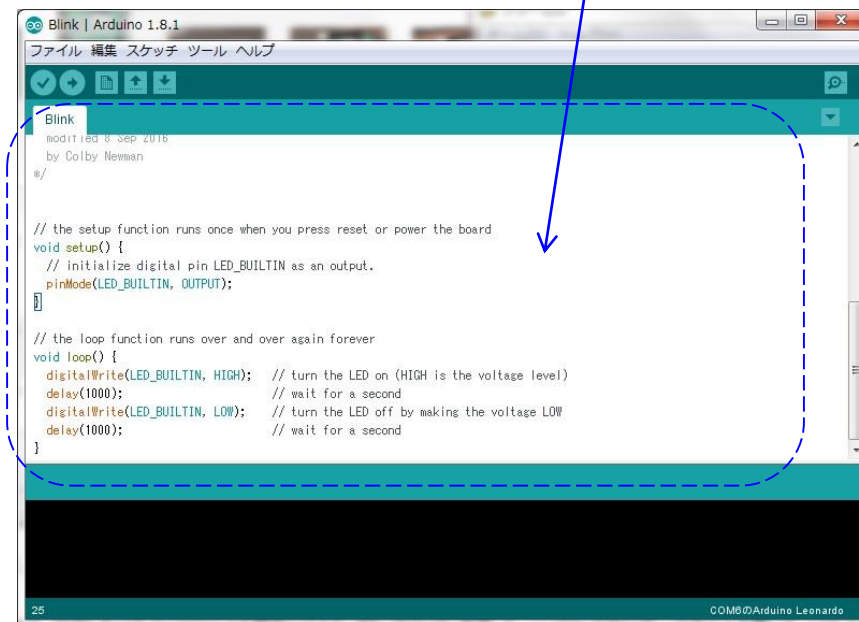 Blink | Arduino 1.8.1
ファイル 編集 スケッチ ツール ヘルプ
Blink
modified 8 Sep 2016
by Colby Newman
*/
// the setup function runs once when you press reset or power the board
void setup() {
// initialize digital pin LED_BUILTIN as an output.
pinMode(LED_BUILTIN, OUTPUT);
}
// the loop function runs over and over again forever
void loop() {
digitalWrite(LED_BUILTIN, HIGH);   // turn the LED on (HIGH is the voltage level)
delay(1000);                       // wait for a second
digitalWrite(LED_BUILTIN, LOW);    // turn the LED off by making the voltage LOW
delay(1000);                       // wait for a second
}
25
COM6のArduino Leonardo